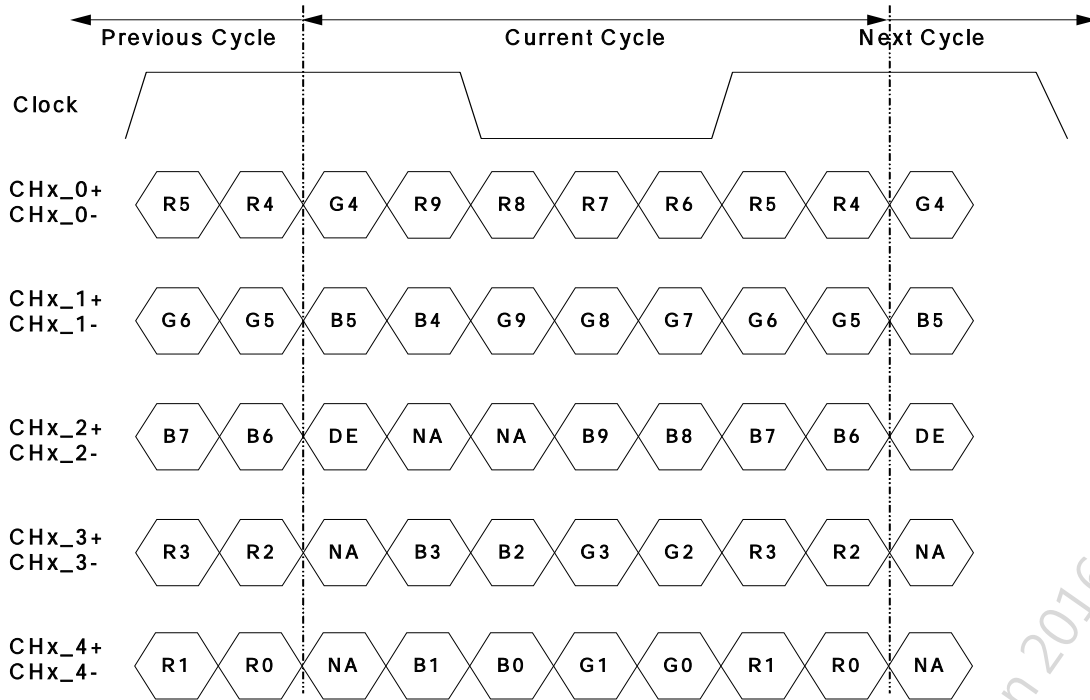 Previous Cycle Current Cycle Next Cycle
Clock
CHx_0+
CHx_0-
R5 R4 G4 R9 R8 R7 R6 R5 R4 G4
CHx_1+
CHx_1-
G6 G5 B5 B4 G9 G8 G7 G6 G5 B5
CHx_2+
CHx_2-
B7 B6 DE NA NA B9 B8 B7 B6 DE
CHx_3+
CHx_3-
R3 R2 NA B3 B2 G3 G2 R3 R2 NA
CHx_4+
CHx_4-
R1 R0 NA B1 B0 G1 G0 R1 R0 NA
2016